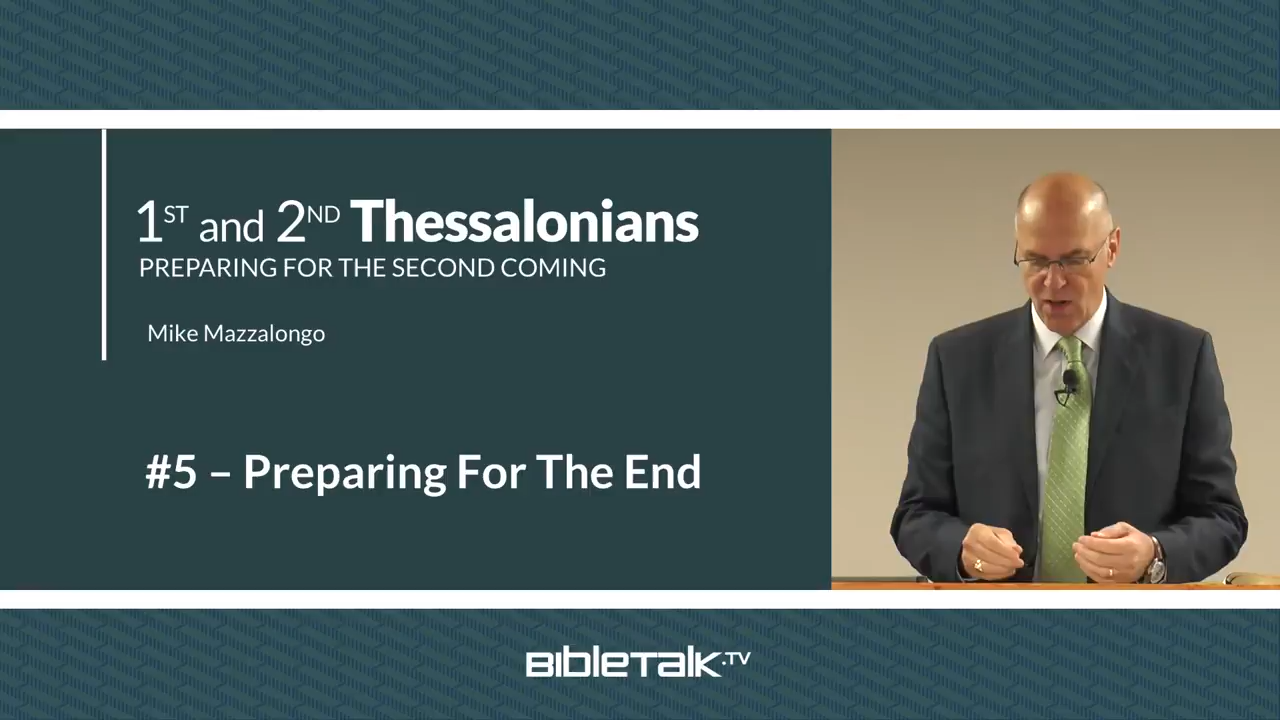 1ST and 2ND Thessalonians
PREPARING FOR THE SECOND COMING
Mike Mazzalongo
#5 – Preparing For The End
BIBLETALK.TV